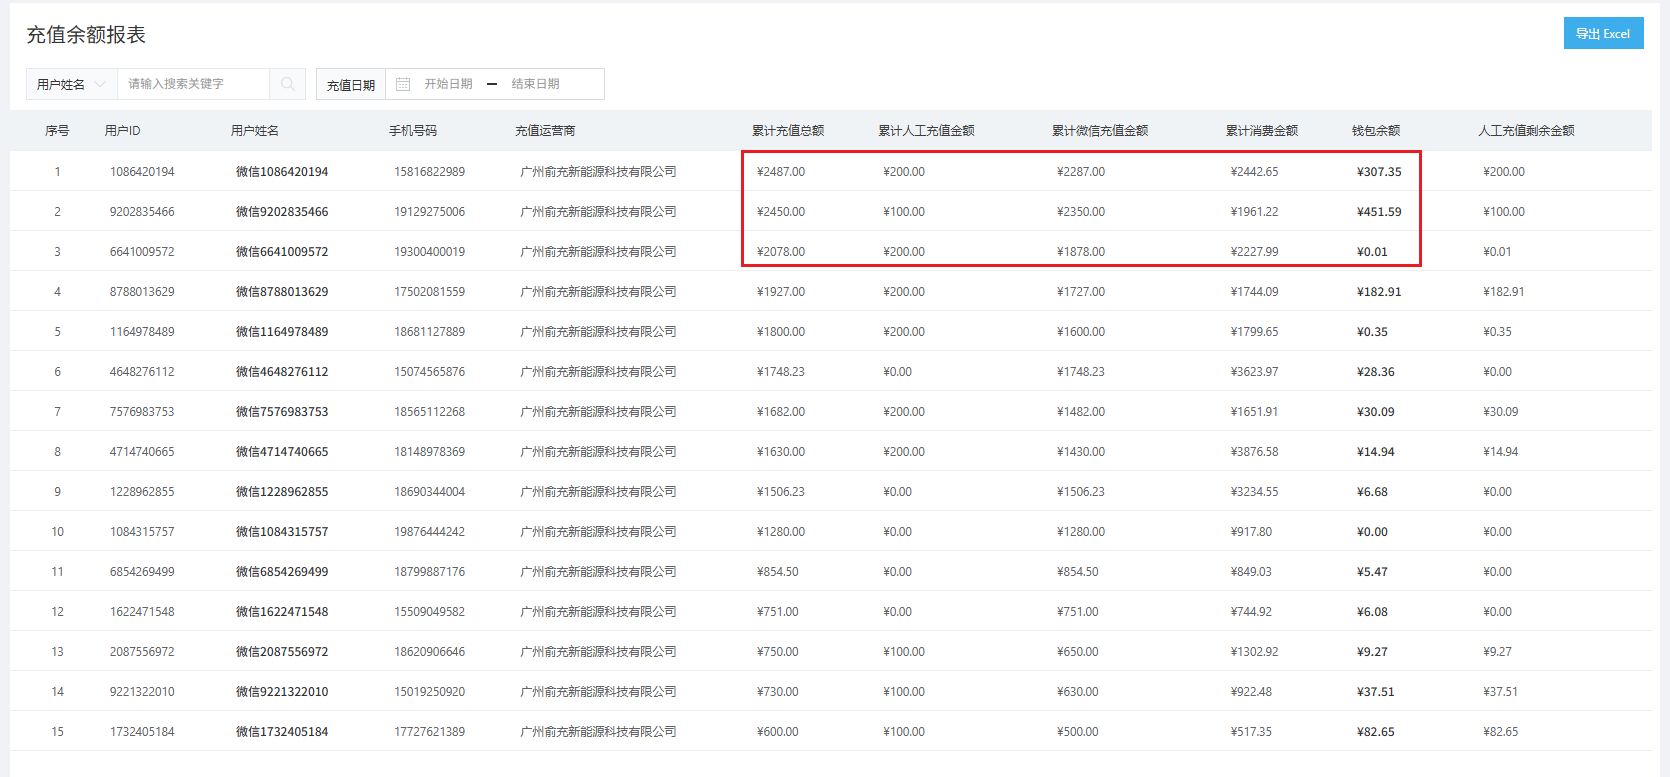 充值余额报表
导出 Excel
用户姓名 请输入搜索关键字 充值日期 开始日期 — 结束日期
序号 用户ID 用户姓名 手机号码 充值运营商 累计充值总额 累计人工充值金额 累计微信充值金额 累计消费金额 钱包余额 人工充值剩余金额
1 1086420194 微信1086420194 15816822989 广州俞充新能源科技有限公司 ¥2487.00 ¥200.00 ¥2287.00 ¥2442.65 ¥307.35 ¥200.00
2 9202835466 微信9202835466 19129275006 广州俞充新能源科技有限公司 ¥2450.00 ¥100.00 ¥2350.00 ¥1961.22 ¥451.59 ¥100.00
3 6641009572 微信6641009572 19300400019 广州俞充新能源科技有限公司 ¥2078.00 ¥200.00 ¥1878.00 ¥2227.99 ¥0.01 ¥0.01
4 8788013629 微信8788013629 17502081559 广州俞充新能源科技有限公司 ¥1927.00 ¥200.00 ¥1727.00 ¥1744.09 ¥182.91 ¥182.91
5 1164978489 微信1164978489 18681127889 广州俞充新能源科技有限公司 ¥1800.00 ¥200.00 ¥1600.00 ¥1799.65 ¥0.35 ¥0.35
6 4648276112 微信4648276112 15074565876 广州俞充新能源科技有限公司 ¥1748.23 ¥0.00 ¥1748.23 ¥3623.97 ¥28.36 ¥0.00
7 7576983753 微信7576983753 18565112268 广州俞充新能源科技有限公司 ¥1682.00 ¥200.00 ¥1482.00 ¥1651.91 ¥30.09 ¥30.09
8 4714740665 微信4714740665 18148978369 广州俞充新能源科技有限公司 ¥1630.00 ¥200.00 ¥1430.00 ¥3876.58 ¥14.94 ¥14.94
9 1228962855 微信1228962855 18690344004 广州俞充新能源科技有限公司 ¥1506.23 ¥0.00 ¥1506.23 ¥3234.55 ¥6.68 ¥0.00
10 1084315757 微信1084315757 19876444242 广州俞充新能源科技有限公司 ¥1280.00 ¥0.00 ¥1280.00 ¥917.80 ¥0.00 ¥0.00
11 6854269499 微信6854269499 18799887176 广州俞充新能源科技有限公司 ¥854.50 ¥0.00 ¥854.50 ¥849.03 ¥5.47 ¥0.00
12 1622471548 微信1622471548 15509049582 广州俞充新能源科技有限公司 ¥751.00 ¥0.00 ¥751.00 ¥744.92 ¥6.08 ¥0.00
13 2087556972 微信2087556972 18620906646 广州俞充新能源科技有限公司 ¥750.00 ¥100.00 ¥650.00 ¥1302.92 ¥9.27 ¥9.27
14 9221322010 微信9221322010 15019250920 广州俞充新能源科技有限公司 ¥730.00 ¥100.00 ¥630.00 ¥922.48 ¥37.51 ¥37.51
15 1732405184 微信1732405184 17727621389 广州俞充新能源科技有限公司 ¥600.00 ¥100.00 ¥500.00 ¥517.35 ¥82.65 ¥82.65